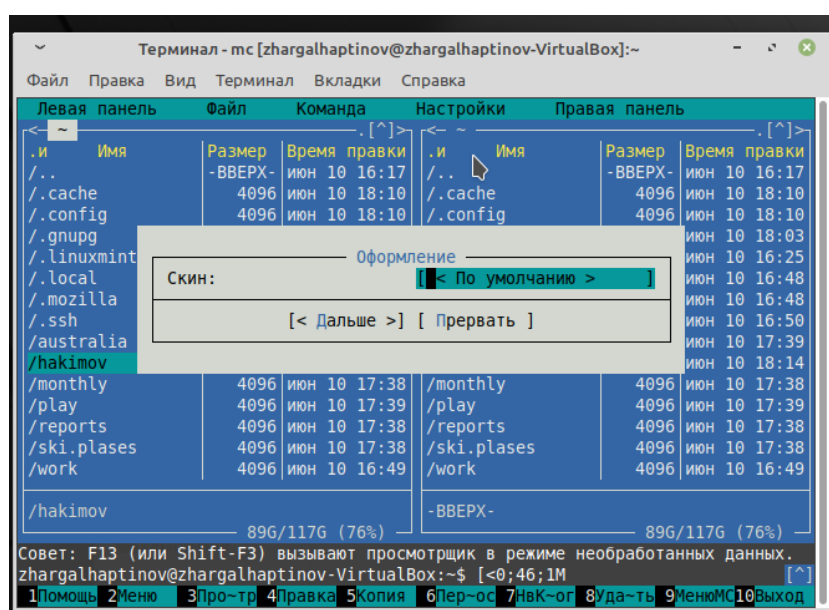 Терминал - mc [zhargalhaptinov@zhargalhaptinov-VirtualBox]:~
Файл Правка Вид Терминал Вкладки Справка
Левая панель Файл Команда Настройки Правая панель
<— ~ .[^]> <— ~ .[^]>
.и Имя Размер Время правки .и Имя Размер Время правки
/.. -ВВЕРХ- июн 10 16:17 /.. -ВВЕРХ- июн 10 16:17
/.cache 4096 июн 10 18:10 /.cache 4096 июн 10 18:10
/.config 4096 июн 10 18:10 /.config 4096 июн 10 18:10
/.gnupg июн 10 18:03
/.linuxmint Оформление июн 10 16:25
/.local Скин: [ < По умолчанию > ] июн 10 16:48
/.mozilla июн 10 16:48
/.ssh [< Дальше >] [ Прервать ] июн 10 16:50
/australia июн 10 17:39
/hakimov июн 10 18:14
/monthly 4096 июн 10 17:38 /monthly 4096 июн 10 17:38
/play 4096 июн 10 17:39 /play 4096 июн 10 17:39
/reports 4096 июн 10 17:38 /reports 4096 июн 10 17:38
/ski.plases 4096 июн 10 17:38 /ski.plases 4096 июн 10 17:38
/work 4096 июн 10 16:49 /work 4096 июн 10 16:49
/hakimov -ВВЕРХ-
89G/117G (76%) 89G/117G (76%)
Совет: F13 (или Shift-F3) вызывают просмотрщик в режиме необработанных данных.
zhargalhaptinov@zhargalhaptinov-VirtualBox:~$ [<0;46;1M [^]
1Помощь 2Меню 3Про~тр 4Правка 5Копия 6Пер~ос 7НвК~ог 8Уда~ть 9МенюМС 10Выход